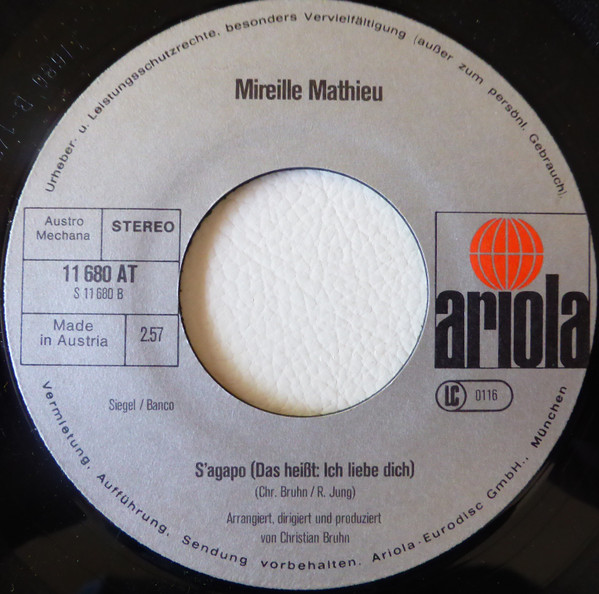 Urheber- u. Leistungsschutzrechte, besonders Vervielfältigung (außer zum persönl. Gebrauch),
Mireille Mathieu
Austro
Mechana
STEREO
11 680 AT
S 11 680 B
Made
in Austria
2.57
ariola
LC 0116
Siegel / Banco
S'agapo (Das heißt: Ich liebe dich)
(Chr. Bruhn / R. Jung)
Arrangiert, dirigiert und produziert
von Christian Bruhn
Vermietung, Aufführung, Sendung vorbehalten. Ariola-Eurodisc GmbH., München